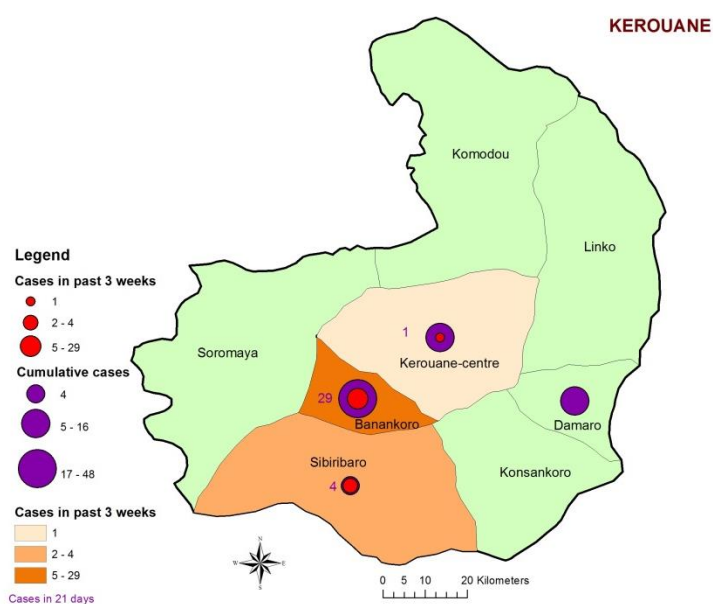 KEROUANE
Komodou
Linko
Legend
Cases in past 3 weeks
1
2 - 4
5 - 29
Cumulative cases
4
5 - 16
17 - 48
Cases in past 3 weeks
1
2 - 4
5 - 29
Cases in 21 days
Soromaya
1
Kerouane-centre
29
Banankoro
Damaro
Sibiribaro
4
Konsankoro
N
W
E
S
0 5 10 20 Kilometers